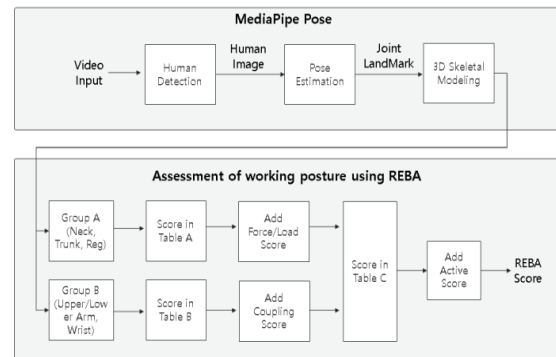 MediaPipe Pose
Video
Input
Human
Detection
Human
Image
Pose
Estimation
Joint
LandMark
3D Skeletal
Modeling
Assessment of working posture using REBA
Group A
(Neck,
Trunk, Reg)
Score in
Table A
Add
Force/Load
Score
Group B
(Upper/Low
er Arm,
Wrist)
Score in
Table B
Add
Coupling
Score
Score in
Table C
Add
Active
Score
REBA
Score